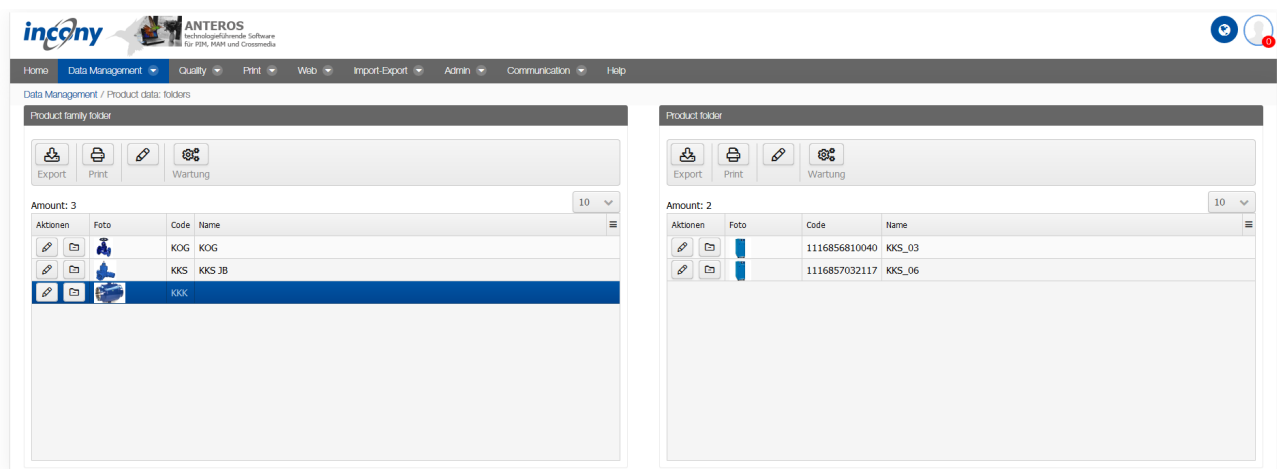 incony
ANTEROS
technologieführende Software
für PIM, MAM und Crossmedia
0
Home Data Management Quality Print Web Import-Export Admin Communication Help
Data Management / Product data: folders
Product family folder
Export Print Wartung
Amount: 3 10
Aktionen Foto Code Name
KOG KOG
KKS KKS JB
KKK
Product folder
Export Print Wartung
Amount: 2 10
Aktionen Foto Code Name
1116856810040 KKS_03
1116857032117 KKS_06